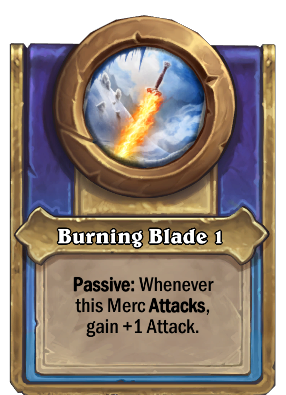 Burning Blade 1
Passive: Whenever
this Merc Attacks,
gain +1 Attack.